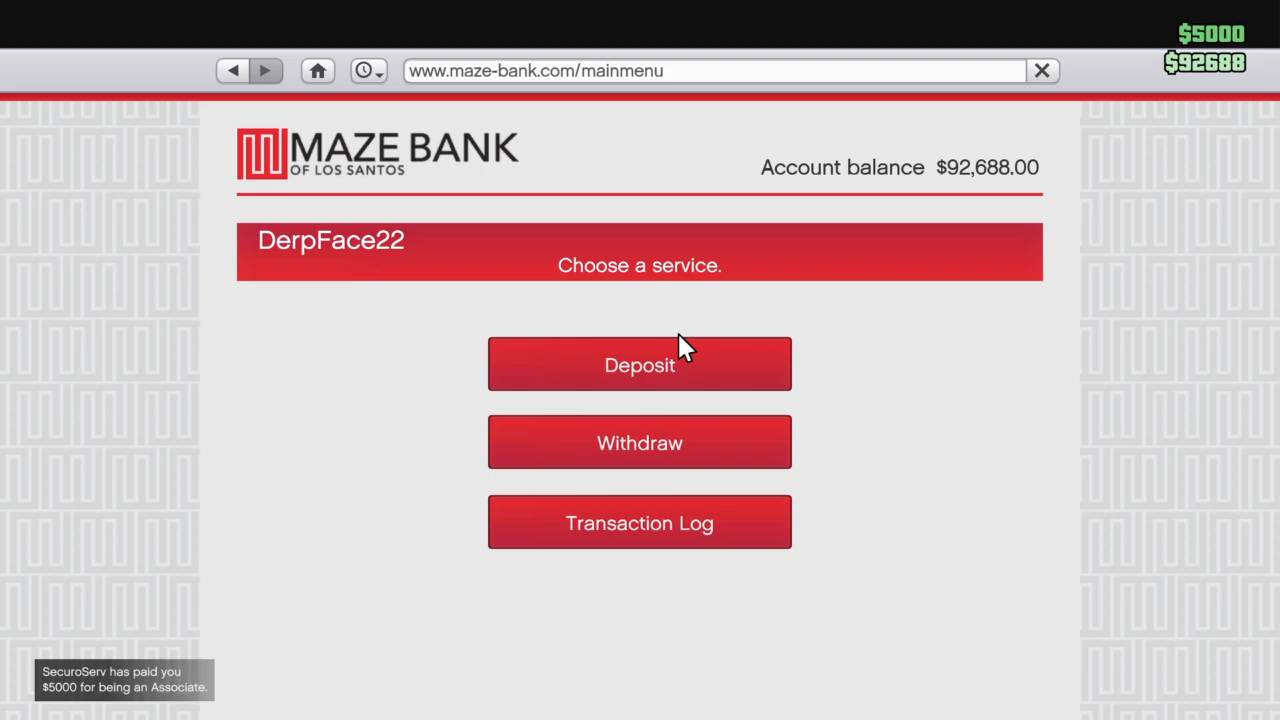 $5000
$92688
www.maze-bank.com/mainmenu
MAZE BANK
OF LOS SANTOS
Account balance $92,688.00
DerpFace22
Choose a service.
Deposit
Withdraw
Transaction Log
SecuroServ has paid you
$5000 for being an Associate.